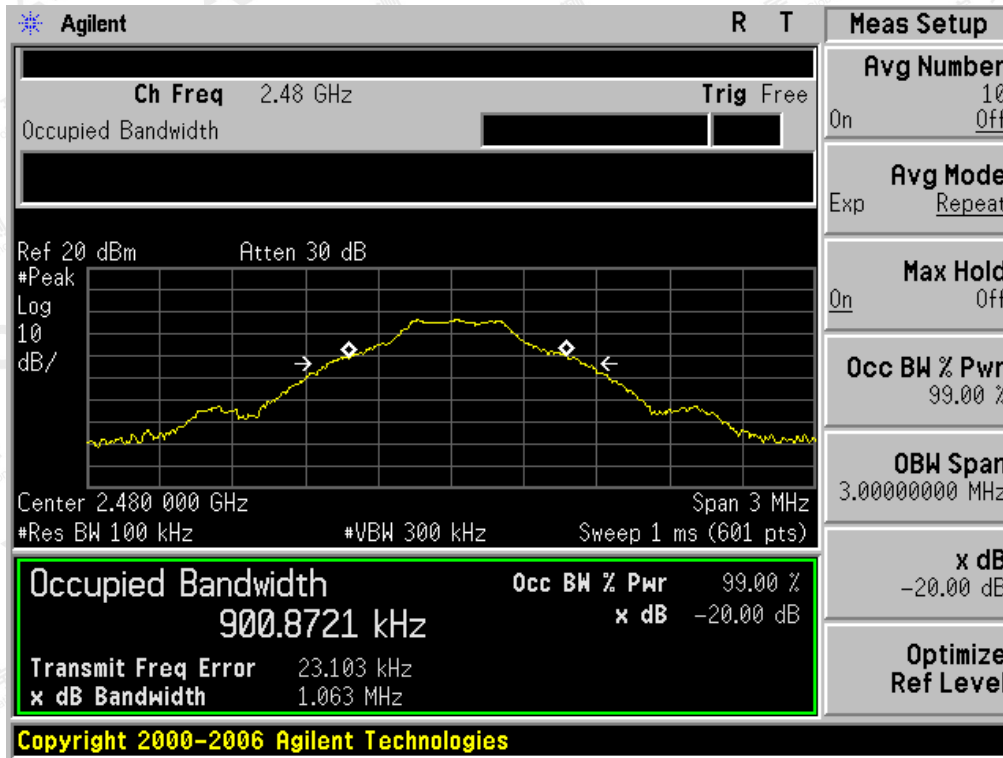 Agilent R T
Ch Freq 2.48 GHz Trig Free
Occupied Bandwidth
Ref 20 dBm Atten 30 dB
#Peak
Log
10
dB/
Center 2.480 000 GHz Span 3 MHz
#Res BW 100 kHz #VBW 300 kHz Sweep 1 ms (601 pts)
Occupied Bandwidth Occ BW % Pwr 99.00 %
900.8721 kHz x dB -20.00 dB
Transmit Freq Error 23.103 kHz
x dB Bandwidth 1.063 MHz
Copyright 2000-2006 Agilent Technologies
Meas Setup
Avg Number
10
On Off
Avg Mode
Exp Repeat
Max Hold
On Off
Occ BW % Pwr
99.00 %
OBW Span
3.00000000 MHz
x dB
-20.00 dB
Optimize
Ref Level